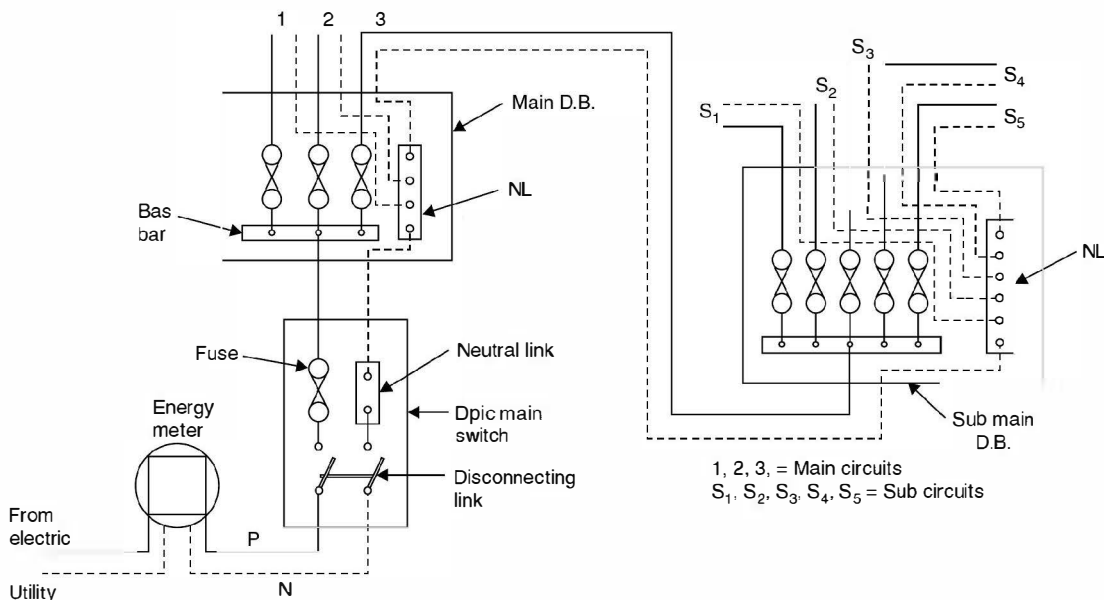 1 2 3
Main D.B.
NL
Bas
bar
Fuse
Neutral link
Dpic main
switch
Disconnecting
link
Energy
meter
From
electric
P
Utility
N
S3
S4
S2
S1
S5
NL
Sub main
D.B.
1, 2, 3, = Main circuits
S1, S2, S3, S4, S5 = Sub circuits